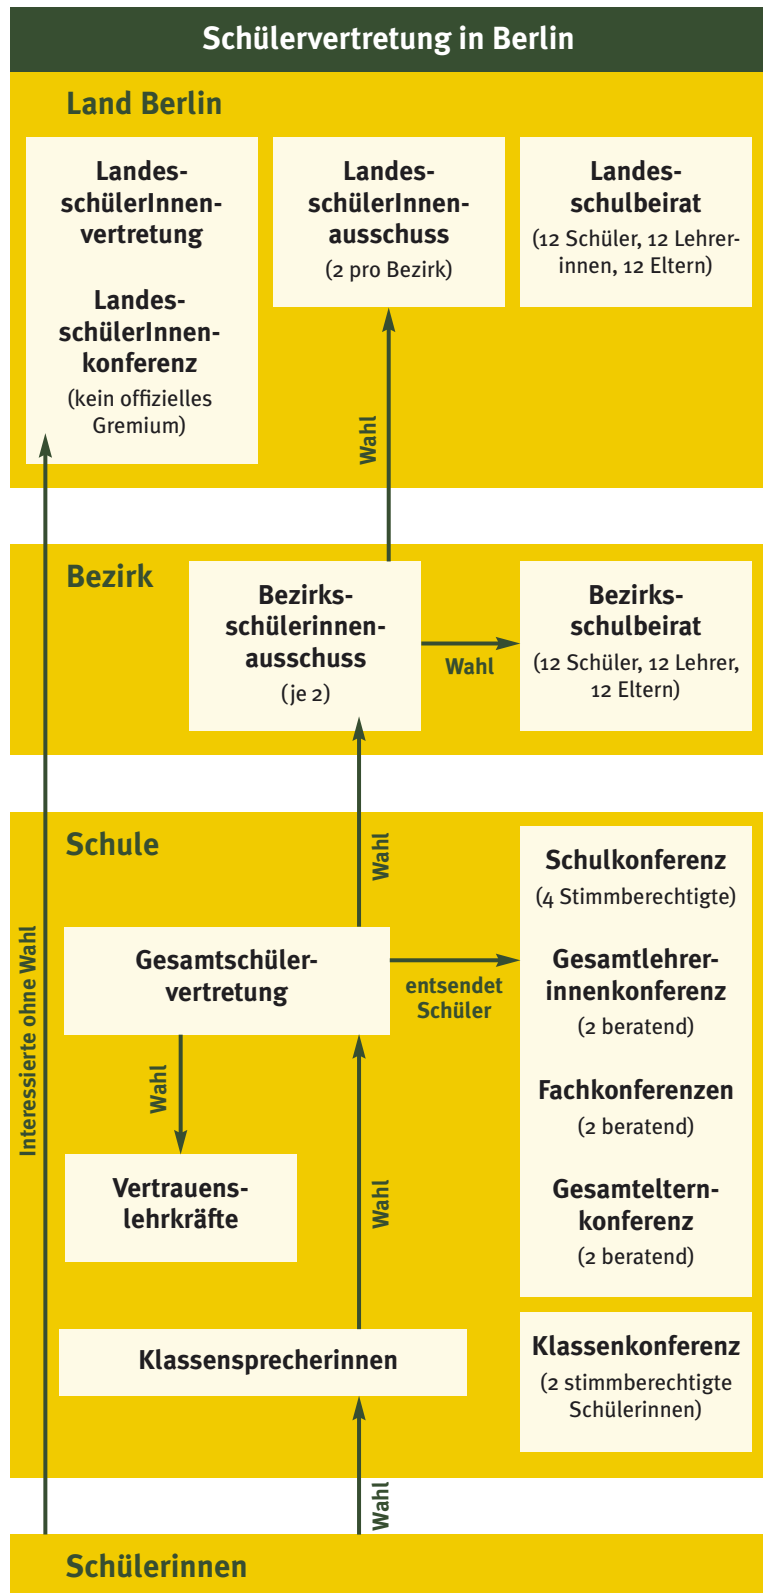 Schülervertretung in Berlin
Land Berlin
Landes-
schülerInnen-
vertretung
Landes-
schülerInnen-
konferenz
(kein offizielles
Gremium)
Landes-
schülerInnen-
ausschuss
(2 pro Bezirk)
Landes-
schulbeirat
(12 Schüler, 12 Lehrer-
innen, 12 Eltern)
Wahl
Bezirk
Bezirks-
schülerinnen-
ausschuss
(je 2)
Wahl
Bezirks-
schulbeirat
(12 Schüler, 12 Lehrer,
12 Eltern)
Schule
Wahl
Gesamtschüler-
vertretung
entsendet
Schüler
Schulkonferenz
(4 Stimmberechtigte)
Gesamtlehrer-
innenkonferenz
(2 beratend)
Fachkonferenzen
(2 beratend)
Gesamteltern-
konferenz
(2 beratend)
Interessierte ohne Wahl
Wahl
Vertrauens-
lehrkräfte
Wahl
Klassensprecherinnen
Klassenkonferenz
(2 stimmberechtigte
Schülerinnen)
Wahl
Schülerinnen